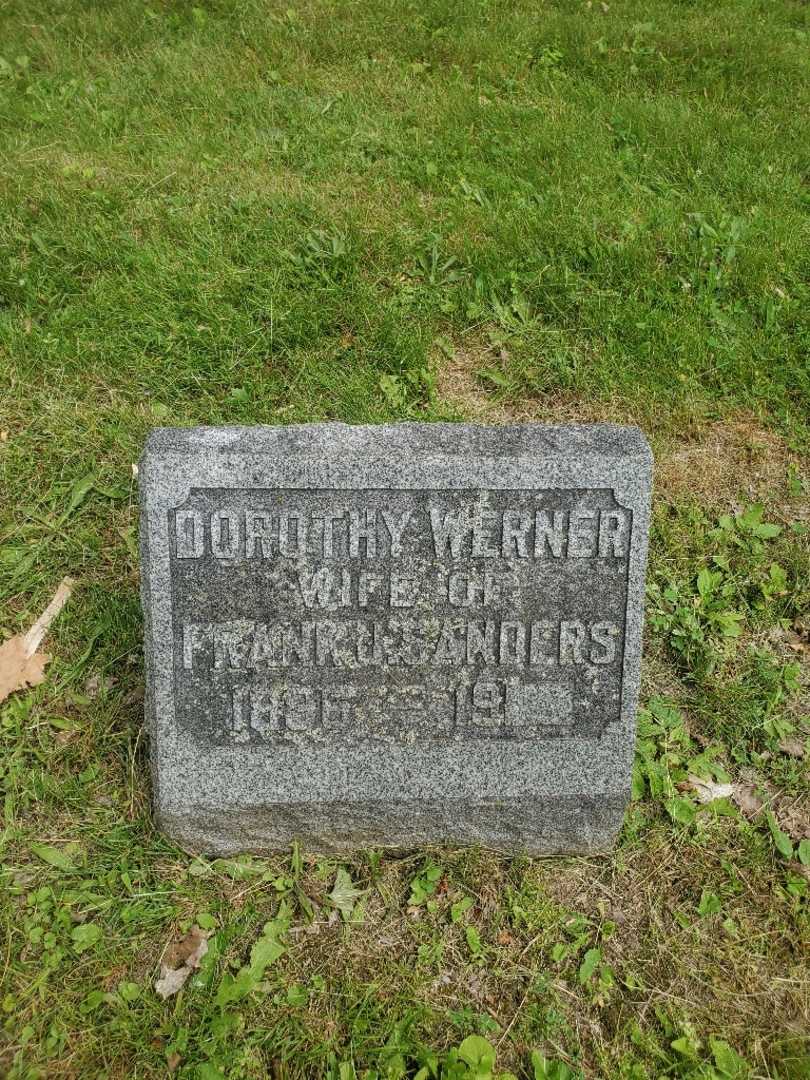 DOROTHY WERNER
WIFE OF
FRANK J. SANDERS